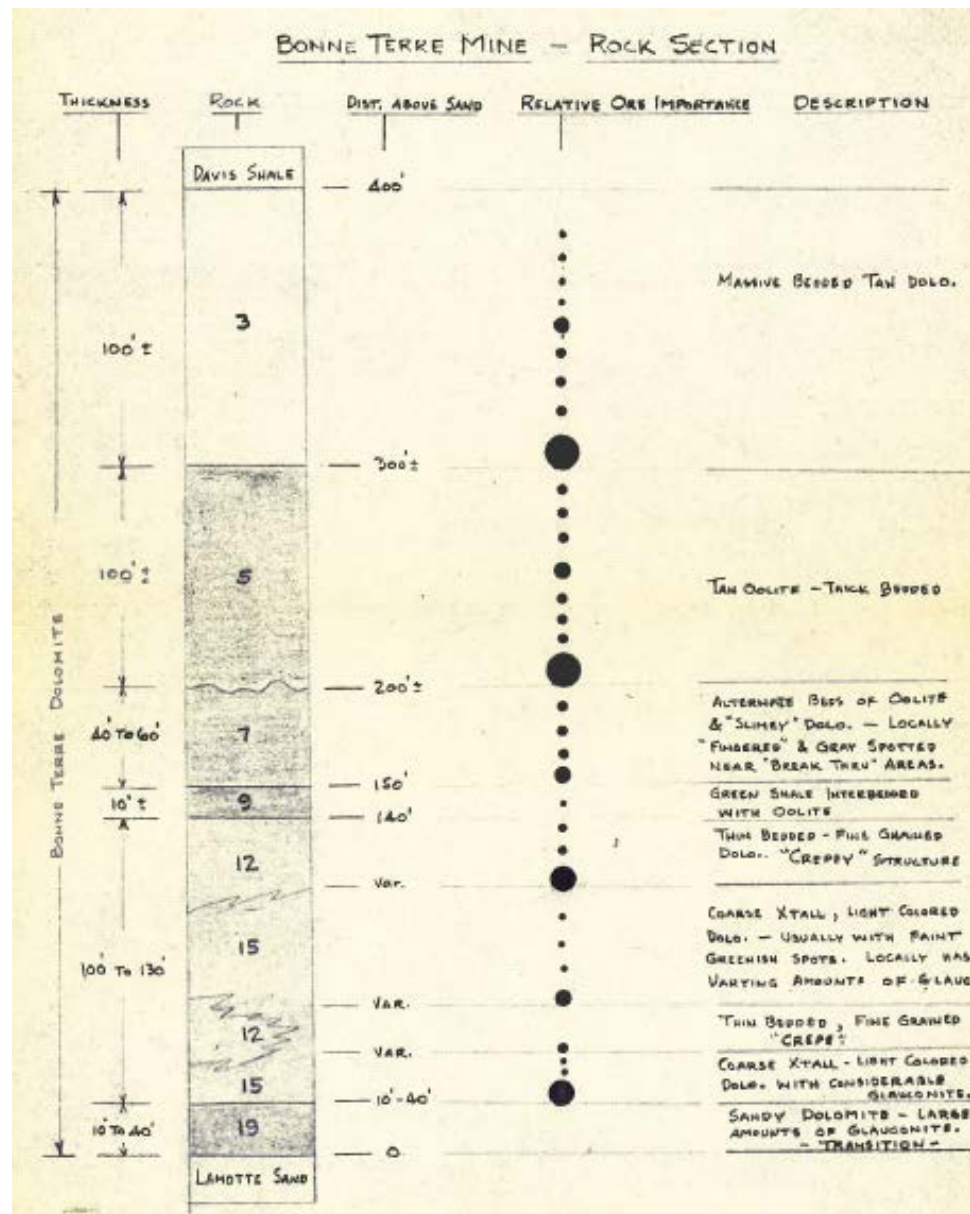 BONNE TERRE MINE – ROCK SECTION
THICKNESS ROCK DIST. ABOVE SAND RELATIVE ORE IMPORTANCE DESCRIPTION
DAVIS SHALE
400'
MASSIVE BEDDED TAN DOLO.
3
100' ±
300'±
100' ±
5
TAN OOLITE – THICK BEDDED
BONNE TERRE DOLOMITE
200'±
40' TO 60'
7
ALTERNATE BEDS OF OOLITE
& "SLIMEY" DOLO. – LOCALLY
"FINGERED" & GRAY SPOTTED
NEAR "BREAK THRU" AREAS.
150'
10' ±
9
GREEN SHALE INTERBEDDED
WITH OOLITE
140'
12
THIN BEDDED – FINE GRAINED
DOLO.. "CREPEY" STRUCTURE
VAR.
15
COARSE XTALL, LIGHT COLORED
DOLO. – USUALLY WITH FAINT
GREENISH SPOTS. LOCALLY HAS
VARYING AMOUNTS OF GLAUC
100' TO 130'
VAR.
12
THIN BEDDED, FINE GRAINED
"CREPE".
VAR.
15
COARSE XTALL - LIGHT COLORED
DOLO. WITH CONSIDERABLE
GLAUCONITE.
10'-40'
10' TO 40'
19
SANDY DOLOMITE – LARGE
AMOUNTS OF GLAUCONITE.
– TRANSITION –
0
LAMOTTE SAND